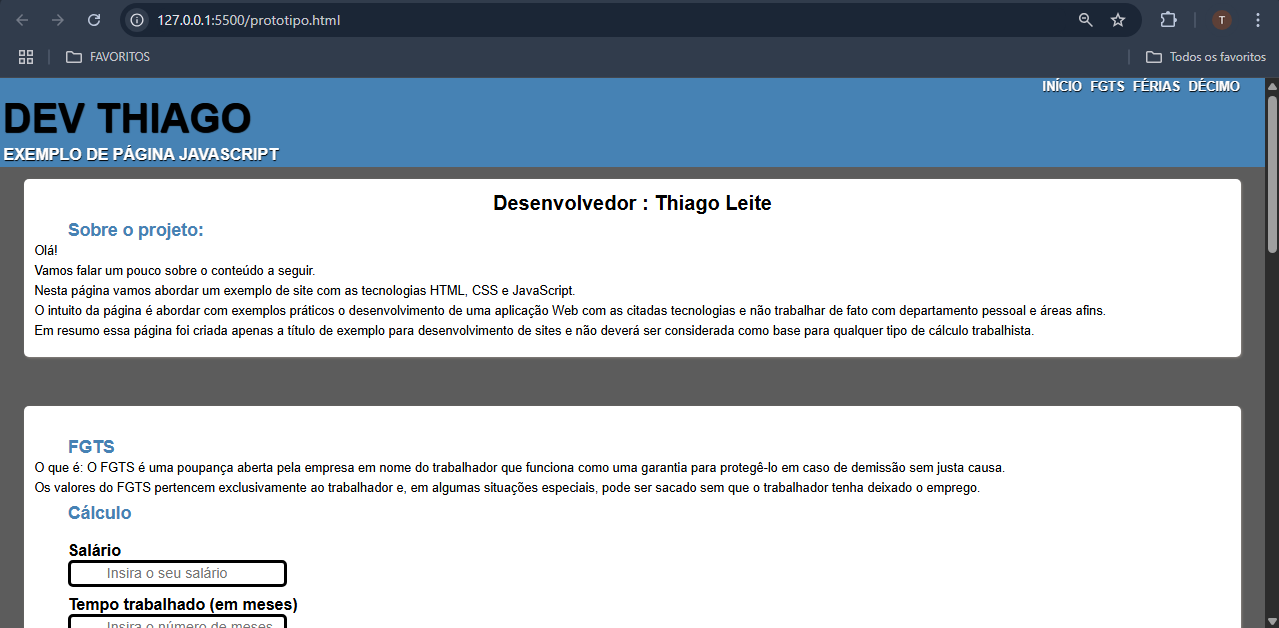 127.0.0.1:5500/prototipo.html
T
FAVORITOS
Todos os favoritos
INÍCIO FGTS FÉRIAS DÉCIMO
DEV THIAGO
EXEMPLO DE PÁGINA JAVASCRIPT
Desenvolvedor : Thiago Leite
Sobre o projeto:
Olá!
Vamos falar um pouco sobre o conteúdo a seguir.
Nesta página vamos abordar um exemplo de site com as tecnologias HTML, CSS e JavaScript.
O intuito da página é abordar com exemplos práticos o desenvolvimento de uma aplicação Web com as citadas tecnologias e não trabalhar de fato com departamento pessoal e áreas afins.
Em resumo essa página foi criada apenas a título de exemplo para desenvolvimento de sites e não deverá ser considerada como base para qualquer tipo de cálculo trabalhista.
FGTS
O que é: O FGTS é uma poupança aberta pela empresa em nome do trabalhador que funciona como uma garantia para protegê-lo em caso de demissão sem justa causa.
Os valores do FGTS pertencem exclusivamente ao trabalhador e, em algumas situações especiais, pode ser sacado sem que o trabalhador tenha deixado o emprego.
Cálculo
Salário
Insira o seu salário
Tempo trabalhado (em meses)
Insira o número de meses